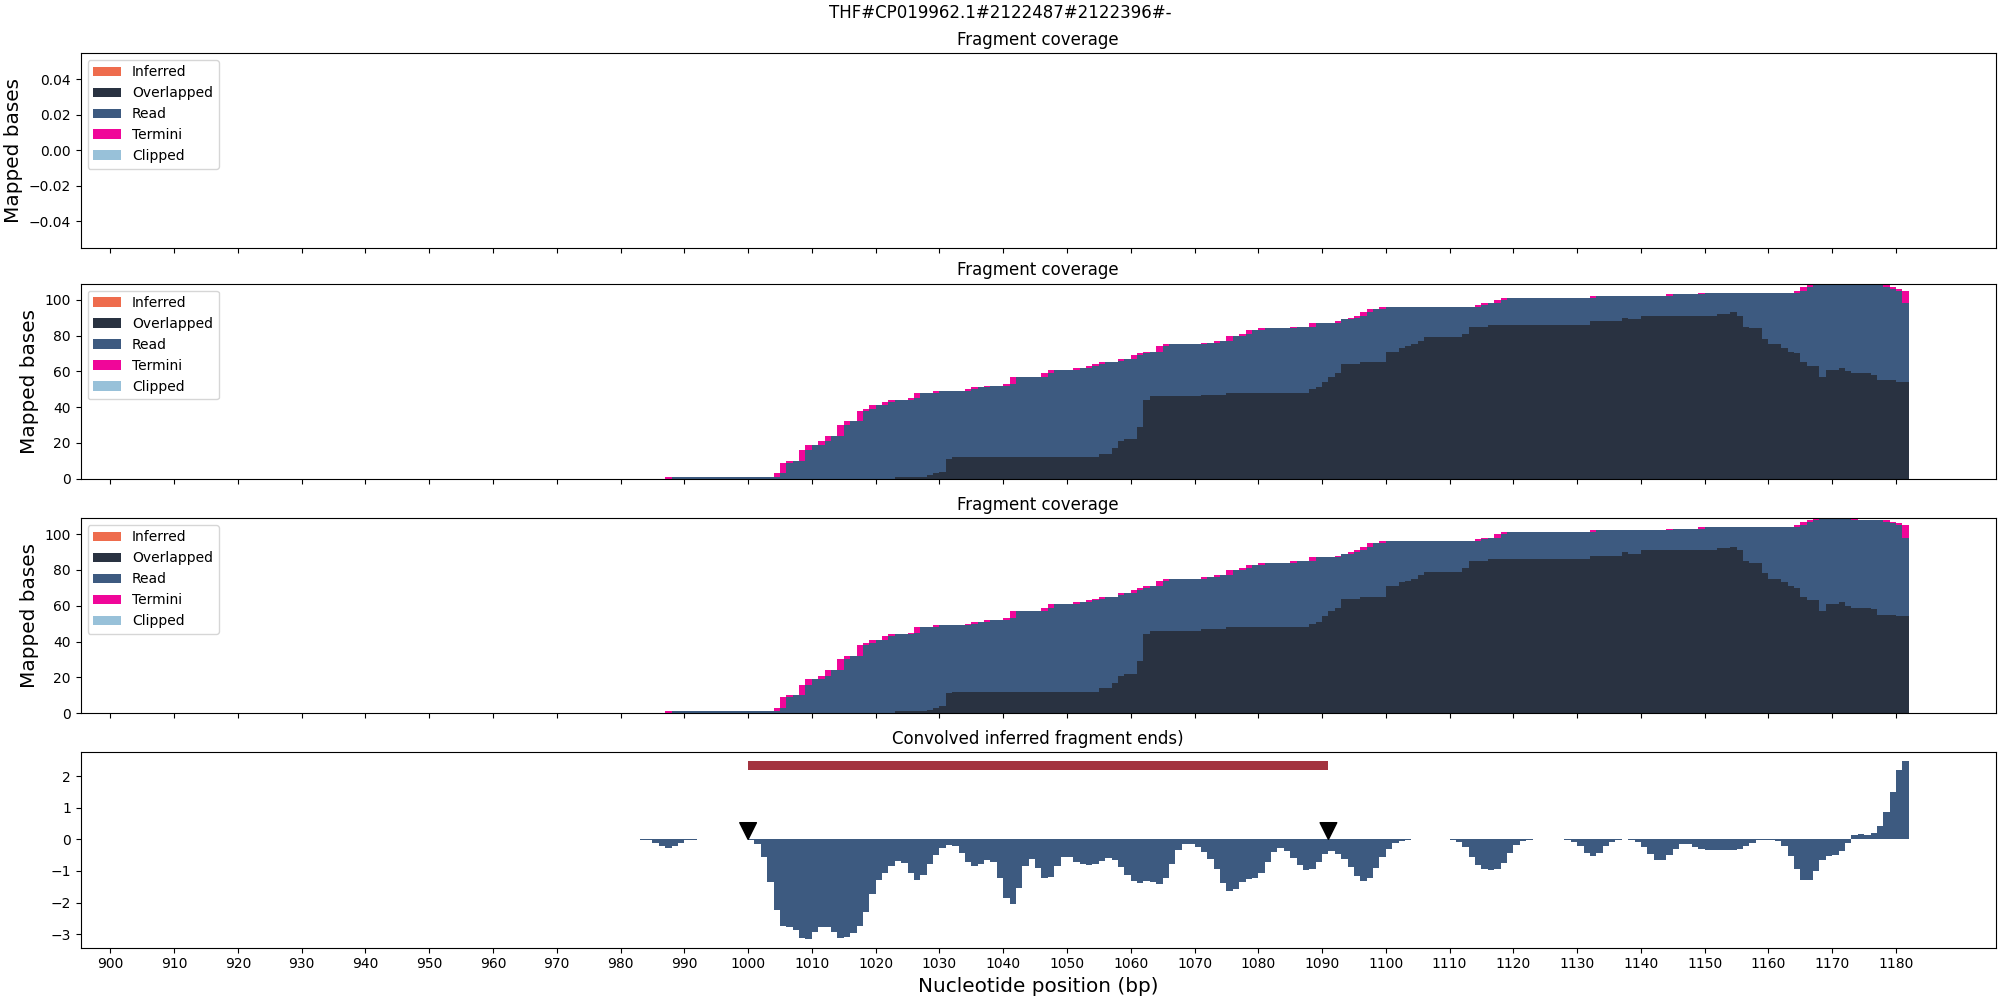 THF#CP019962.1#2122487#2122396#-
Fragment coverage
Mapped bases
0.04
0.02
0.00
−0.02
−0.04
Inferred
Overlapped
Read
Termini
Clipped
Fragment coverage
Mapped bases
100
80
60
40
20
0
Inferred
Overlapped
Read
Termini
Clipped
Fragment coverage
Mapped bases
100
80
60
40
20
0
Inferred
Overlapped
Read
Termini
Clipped
Convolved inferred fragment ends)
2
1
0
−1
−2
−3
900 910 920 930 940 950 960 970 980 990 1000 1010 1020 1030 1040 1050 1060 1070 1080 1090 1100 1110 1120 1130 1140 1150 1160 1170 1180
Nucleotide position (bp)